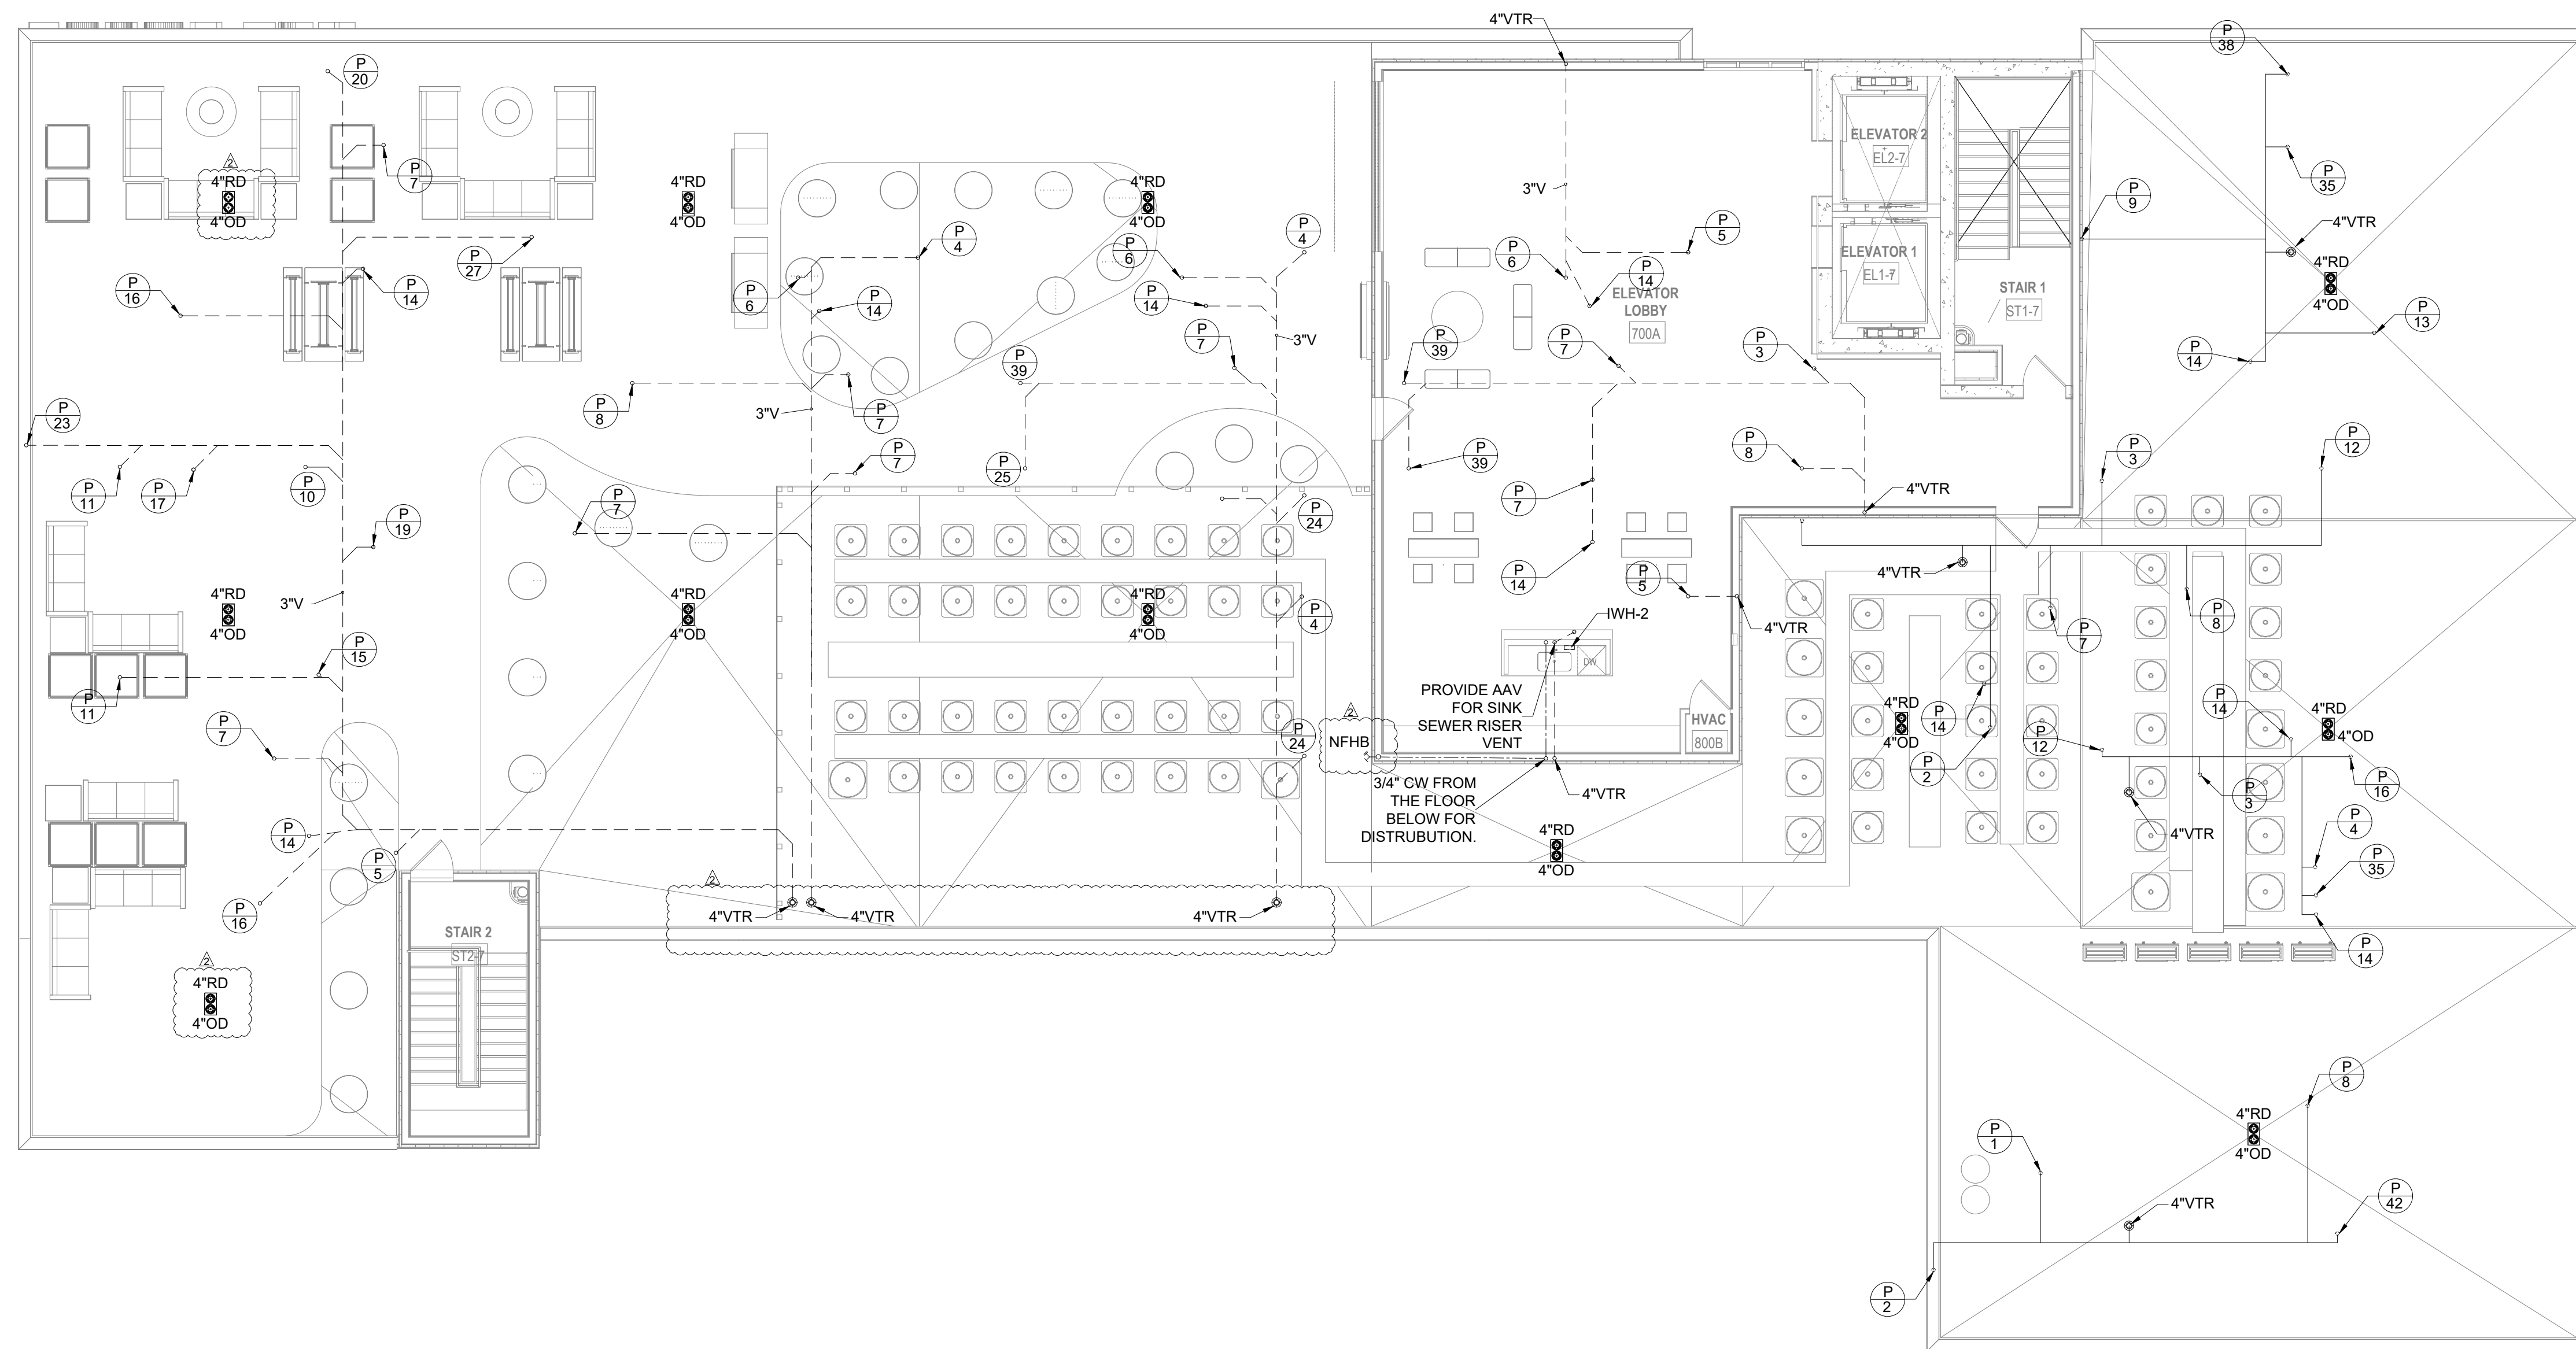 4"VTR
P
38
P
20
ELEVATOR 2
EL2-7
2
P
7
4"RD
4"OD
4"RD
4"OD
4"RD
4"OD
P
35
3"V
P
9
4"VTR
P
4
P
4
P
5
P
6
P
6
ELEVATOR 1
EL1-7
P
27
4"RD
4"OD
P
14
P
16
P
14
P
6
P
14
P
14
ELEVATOR
LOBBY
700A
STAIR 1
ST1-7
P
13
P
7
3"V
P
39
P
7
P
3
P
14
P
39
P
8
3"V
P
7
P
23
P
7
P
25
P
39
P
8
P
3
P
12
P
11
P
17
P
10
P
7
P
7
P
24
4"VTR
P
19
P
14
P
5
4"VTR
4"RD
4"OD
3"V
4"RD
4"OD
4"RD
4"OD
P
4
IWH-2
4"VTR
P
7
P
8
P
15
DW
P
11
PROVIDE AAV
FOR SINK
SEWER RISER
VENT
P
7
2
NFHB
P
24
HVAC
800B
4"RD
4"OD
P
14
P
2
P
12
P
14
4"RD
4"OD
3/4" CW FROM
THE FLOOR
BELOW FOR
DISTRUBUTION.
4"VTR
P
3
P
16
P
14
P
5
4"RD
4"OD
4"VTR
P
4
P
35
2
P
16
4"VTR
4"VTR
4"VTR
STAIR 2
ST2-7
P
14
2
4"RD
4"OD
P
8
P
1
4"RD
4"OD
4"VTR
P
42
P
2